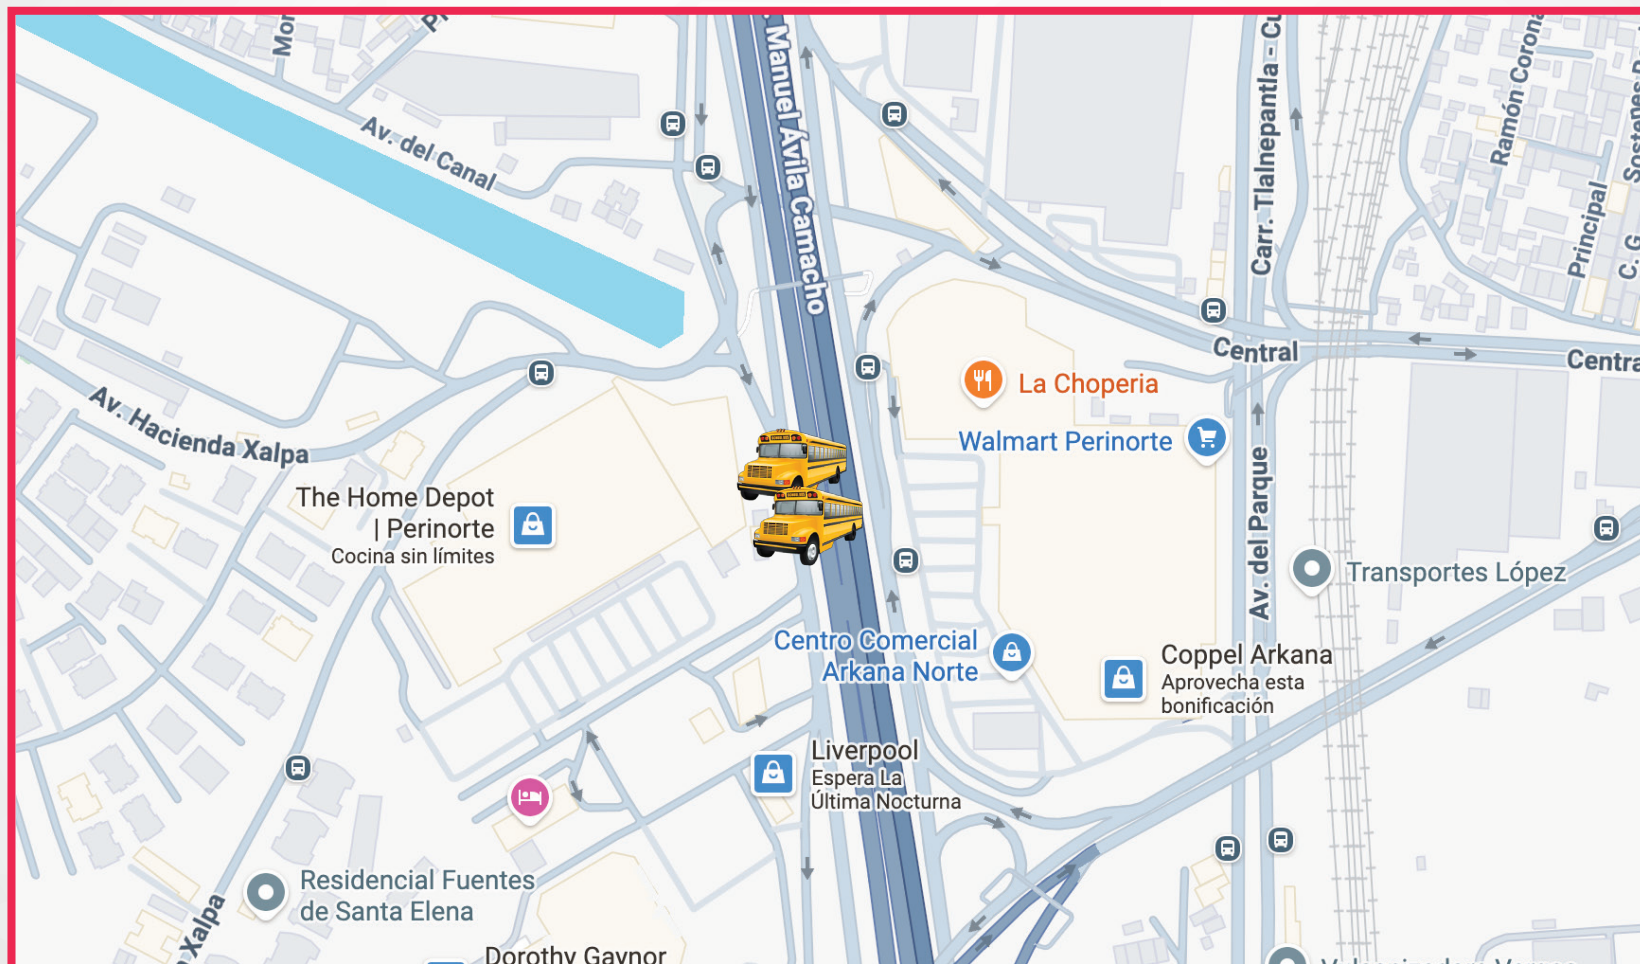 Av. del Canal
Manuel Ávila Camacho
Carr. Tlalnepantla - Cu
Ramón Corona
Principal
C. G.
Central
Centra
La Choperia
Walmart Perinorte
Av. Hacienda Xalpa
The Home Depot
| Perinorte
Cocina sin límites
Av. del Parque
Transportes López
Centro Comercial
Arkana Norte
Coppel Arkana
Aprovecha esta
bonificación
Liverpool
Espera La
Última Nocturna
Residencial Fuentes
de Santa Elena
Xalpa
Dorothy Gaynor